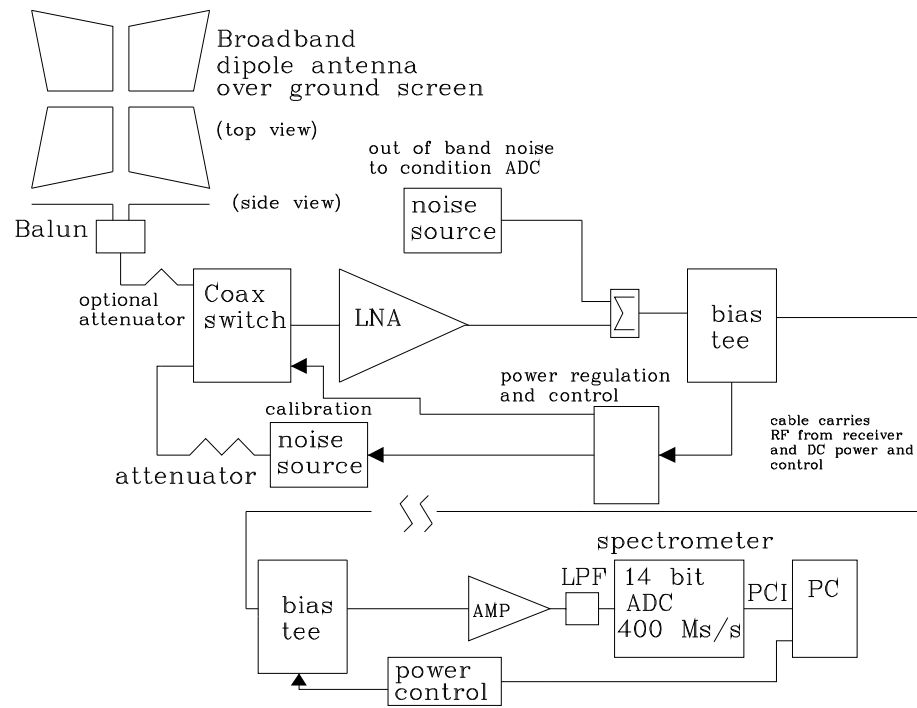 Broadband
dipole antenna
over ground screen
(top view)
(side view)
Balun
out of band noise
to condition ADC
noise
source
optional
attenuator
Coax
switch
LNA
Σ
bias
tee
power regulation
and control
calibration
noise
source
attenuator
cable carries
RF from receiver
and DC power and
control
spectrometer
bias
tee
AMP
LPF
14 bit
ADC
400 Ms/s
PCI
PC
power
control